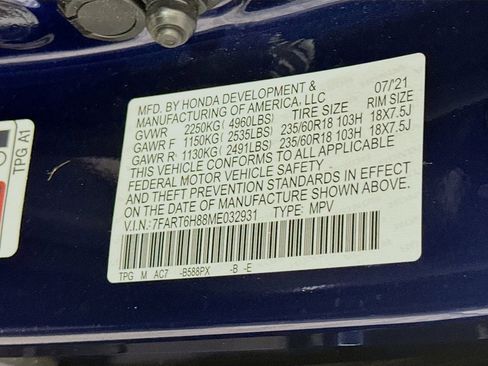 MFD. BY HONDA DEVELOPMENT & 07/'21
MANUFACTURING OF AMERICA, LLC
GVWR 2250KG( 4960LBS) TIRE SIZE RIM SIZE
GAWR F 1150KG( 2535LBS) 235/60R18 103H 18X7.5J
GAWR R 1130KG( 2491LBS) 235/60R18 103H 18X7.5J
THIS VEHICLE CONFORMS TO ALL APPLICABLE
FEDERAL MOTOR VEHICLE SAFETY
AND THEFT PREVENTION STANDARDS IN EFFECT
ON THE DATE OF MANUFACTURE SHOWN ABOVE.
V.I.N.:7FART6H88ME032931 TYPE: MPV
TPG M AC7 -B588PX -B -E
TPG A1